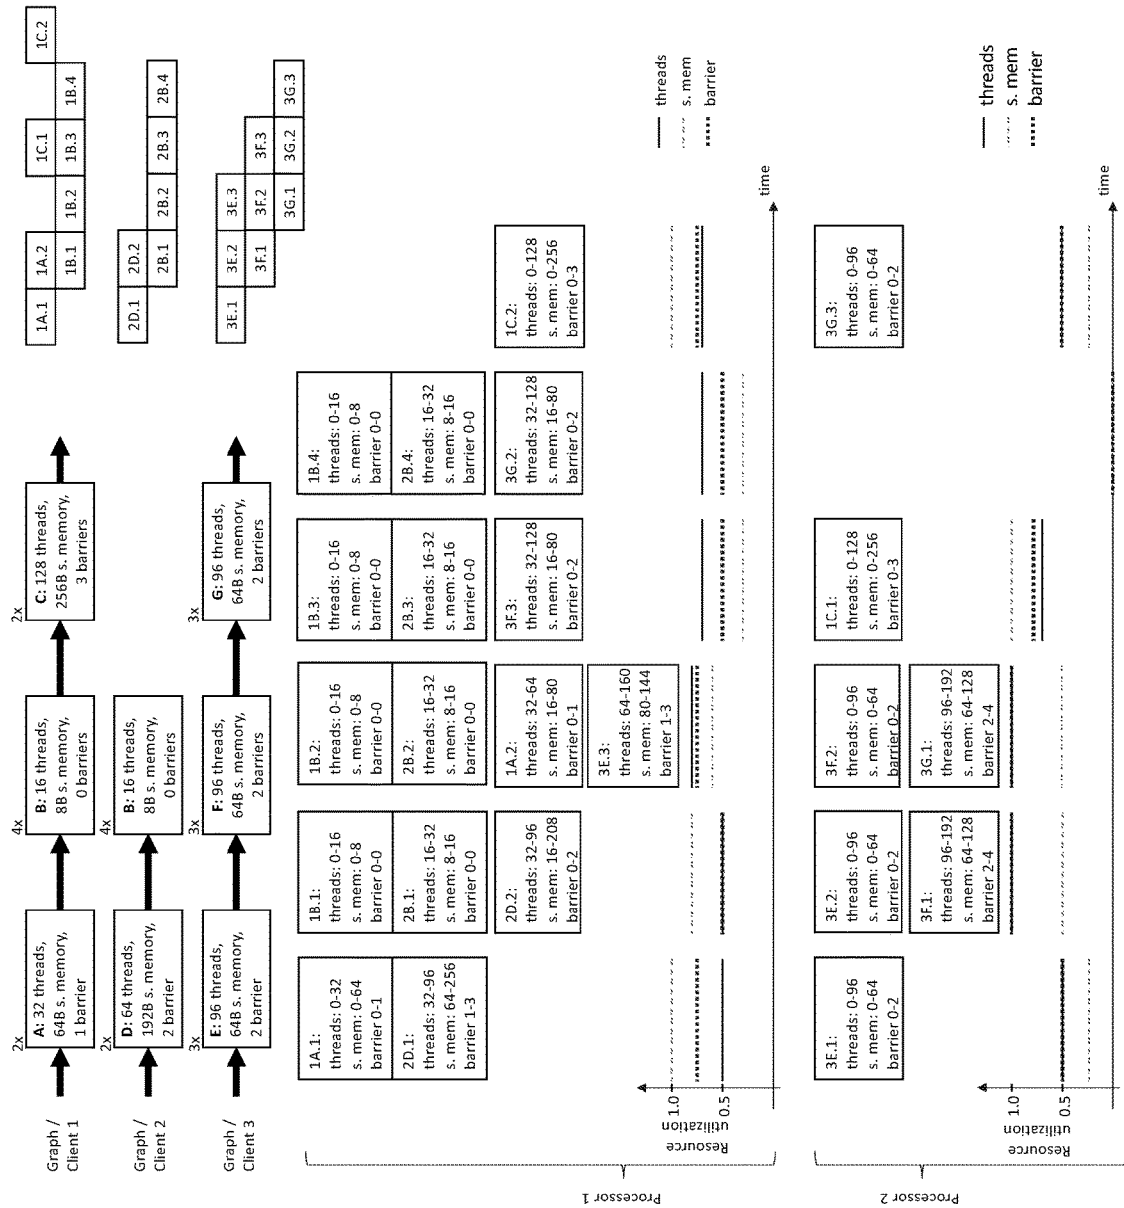 Graph /
Client 1
2x
A: 32 threads,
64B s. memory,
1 barrier
4x
B: 16 threads,
8B s. memory,
0 barriers
2x
C: 128 threads,
256B s. memory,
3 barriers
1A.1
1A.2
1C.1
1C.2
1B.1
1B.2
1B.3
1B.4
Graph /
Client 2
2x
D: 64 threads
192B s. memory,
2 barrier
4x
B: 16 threads
8B s. memory,
0 barriers
2D.1
2D.2
2B.1
2B.2
2B.3
2B.4
Graph /
Client 3
3x
E: 96 threads,
64B s. memory,
2 barrier
3x
F: 96 threads,
64B s. memory,
2 barriers
3x
G: 96 threads
64B s. memory,
2 barriers
3E.1
3E.2
3E.3
3F.1
3F.2
3F.3
3G.1
3G.2
3G.3
Processor 1
1A.1:
threads: 0-32
s. mem: 0-64
barrier 0-1
2D.1:
threads: 32-96
s. mem: 64-256
barrier 1-3
1B.1:
threads: 0-16
s. mem: 0-8
barrier 0-0
2B.1:
threads: 16-32
s. mem: 8-16
barrier 0-0
2D.2:
threads: 32-96
s. mem: 16-208
barrier 0-2
1B.2:
threads: 0-16
s. mem: 0-8
barrier 0-0
2B.2:
threads: 16-32
s. mem: 8-16
barrier 0-0
1A.2:
threads: 32-64
s. mem: 16-80
barrier 0-1
3E.3:
threads: 64-160
s. mem: 80-144
barrier 1-3
1B.3:
threads: 0-16
s. mem: 0-8
barrier 0-0
2B.3:
threads: 16-32
s. mem: 8-16
barrier 0-0
3F.3:
threads: 32-128
s. mem: 16-80
barrier 0-2
1B.4:
threads: 0-16
s. mem: 0-8
barrier 0-0
2B.4:
threads: 16-32
s. mem: 8-16
barrier 0-0
3G.2:
threads: 32-128
s. mem: 16-80
barrier 0-2
1C.2:
threads: 0-128
s. mem: 0-256
barrier 0-3
Resource
utilization
1.0
0.5
time
threads
s. mem
barrier
Processor 2
3E.1:
threads: 0-96
s. mem: 0-64
barrier 0-2
3E.2:
threads: 0-96
s. mem: 0-64
barrier 0-2
3F.1:
threads: 96-192
s. mem: 64-128
barrier 2-4
3F.2:
threads: 0-96
s. mem: 0-64
barrier 0-2
3G.1:
threads: 96-192
s. mem: 64-128
barrier 2-4
1C.1:
threads: 0-128
s. mem: 0-256
barrier 0-3
3G.3:
threads: 0-96
s. mem: 0-64
barrier 0-2
Resource
utilization
1.0
0.5
time
threads
s. mem
barrier